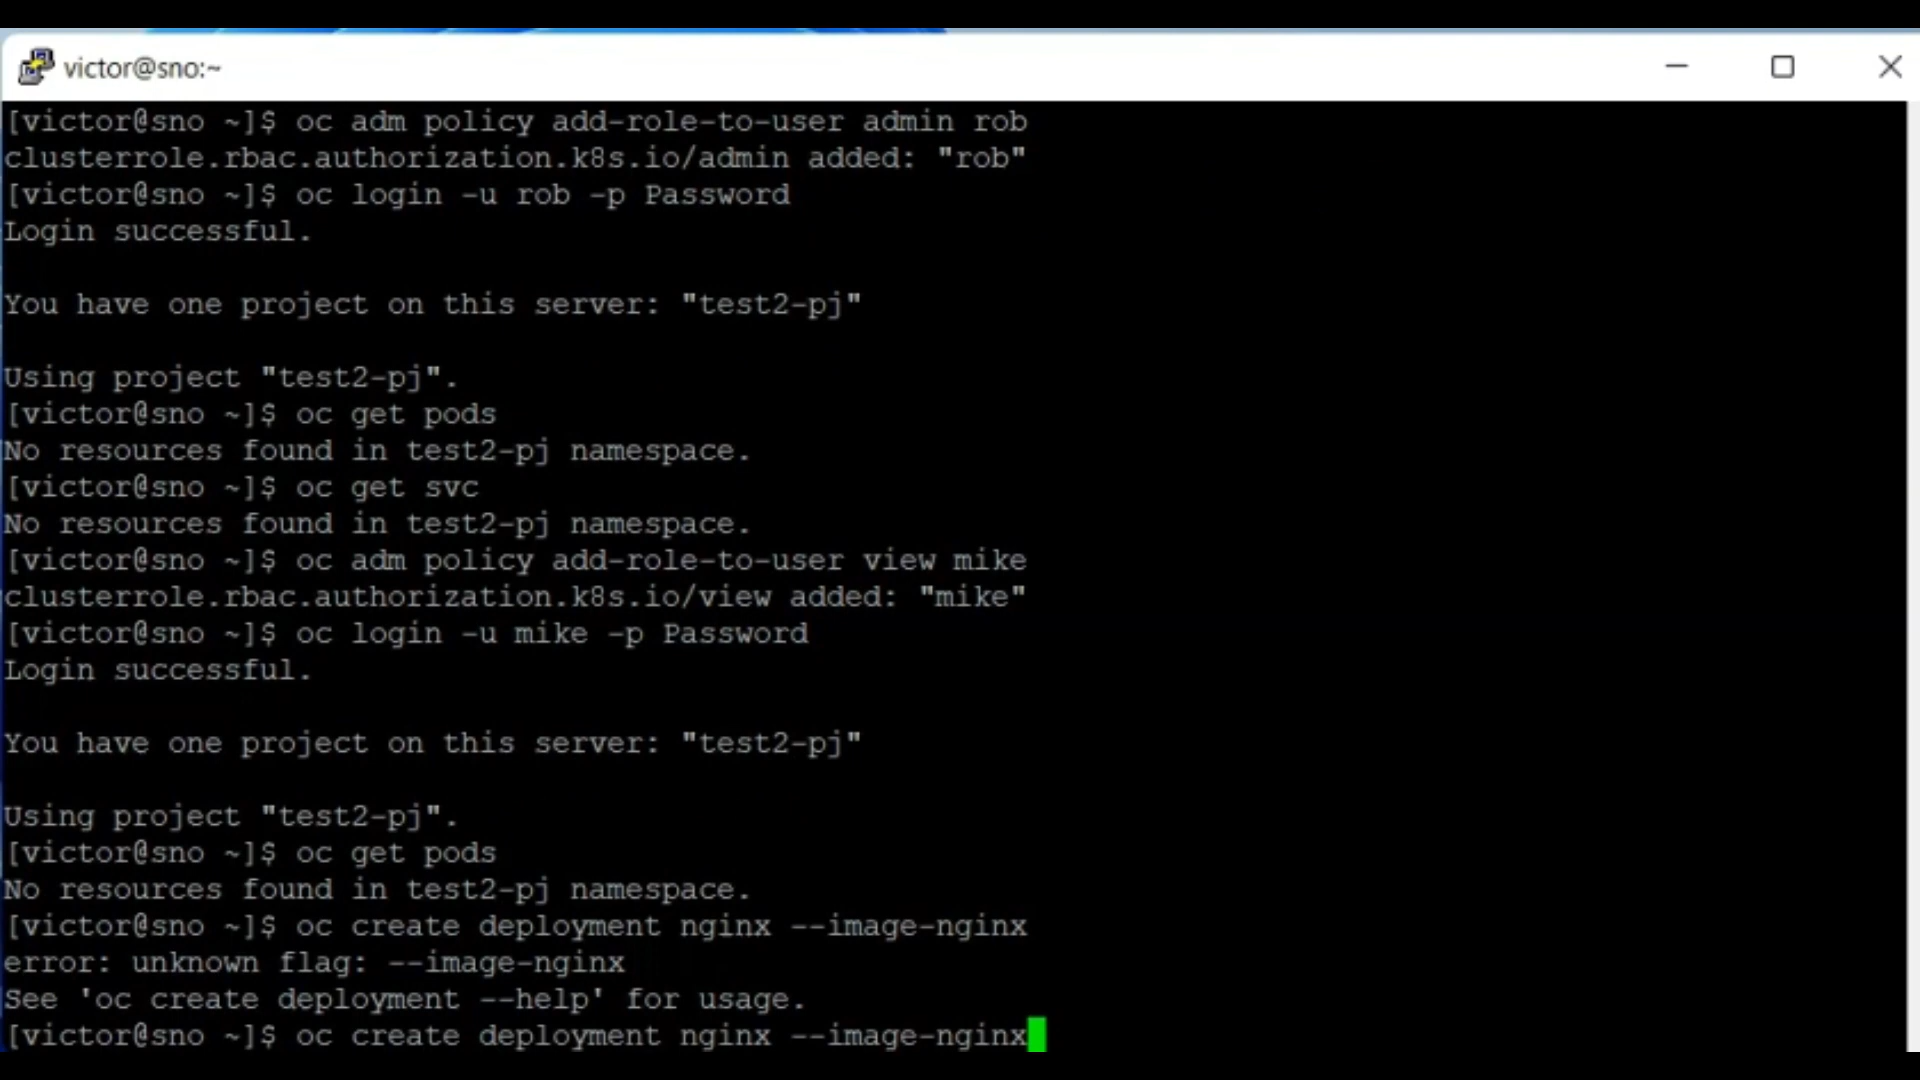 victor@sno:~
[victor@sno ~]$ oc adm policy add-role-to-user admin rob
clusterrole.rbac.authorization.k8s.io/admin added: "rob"
[victor@sno ~]$ oc login -u rob -p Password
Login successful.
You have one project on this server: "test2-pj"
Using project "test2-pj".
[victor@sno ~]$ oc get pods
No resources found in test2-pj namespace.
[victor@sno ~]$ oc get svc
No resources found in test2-pj namespace.
[victor@sno ~]$ oc adm policy add-role-to-user view mike
clusterrole.rbac.authorization.k8s.io/view added: "mike"
[victor@sno ~]$ oc login -u mike -p Password
Login successful.
You have one project on this server: "test2-pj"
Using project "test2-pj".
[victor@sno ~]$ oc get pods
No resources found in test2-pj namespace.
[victor@sno ~]$ oc create deployment nginx --image-nginx
error: unknown flag: --image-nginx
See 'oc create deployment --help' for usage.
[victor@sno ~]$ oc create deployment nginx --image-nginx